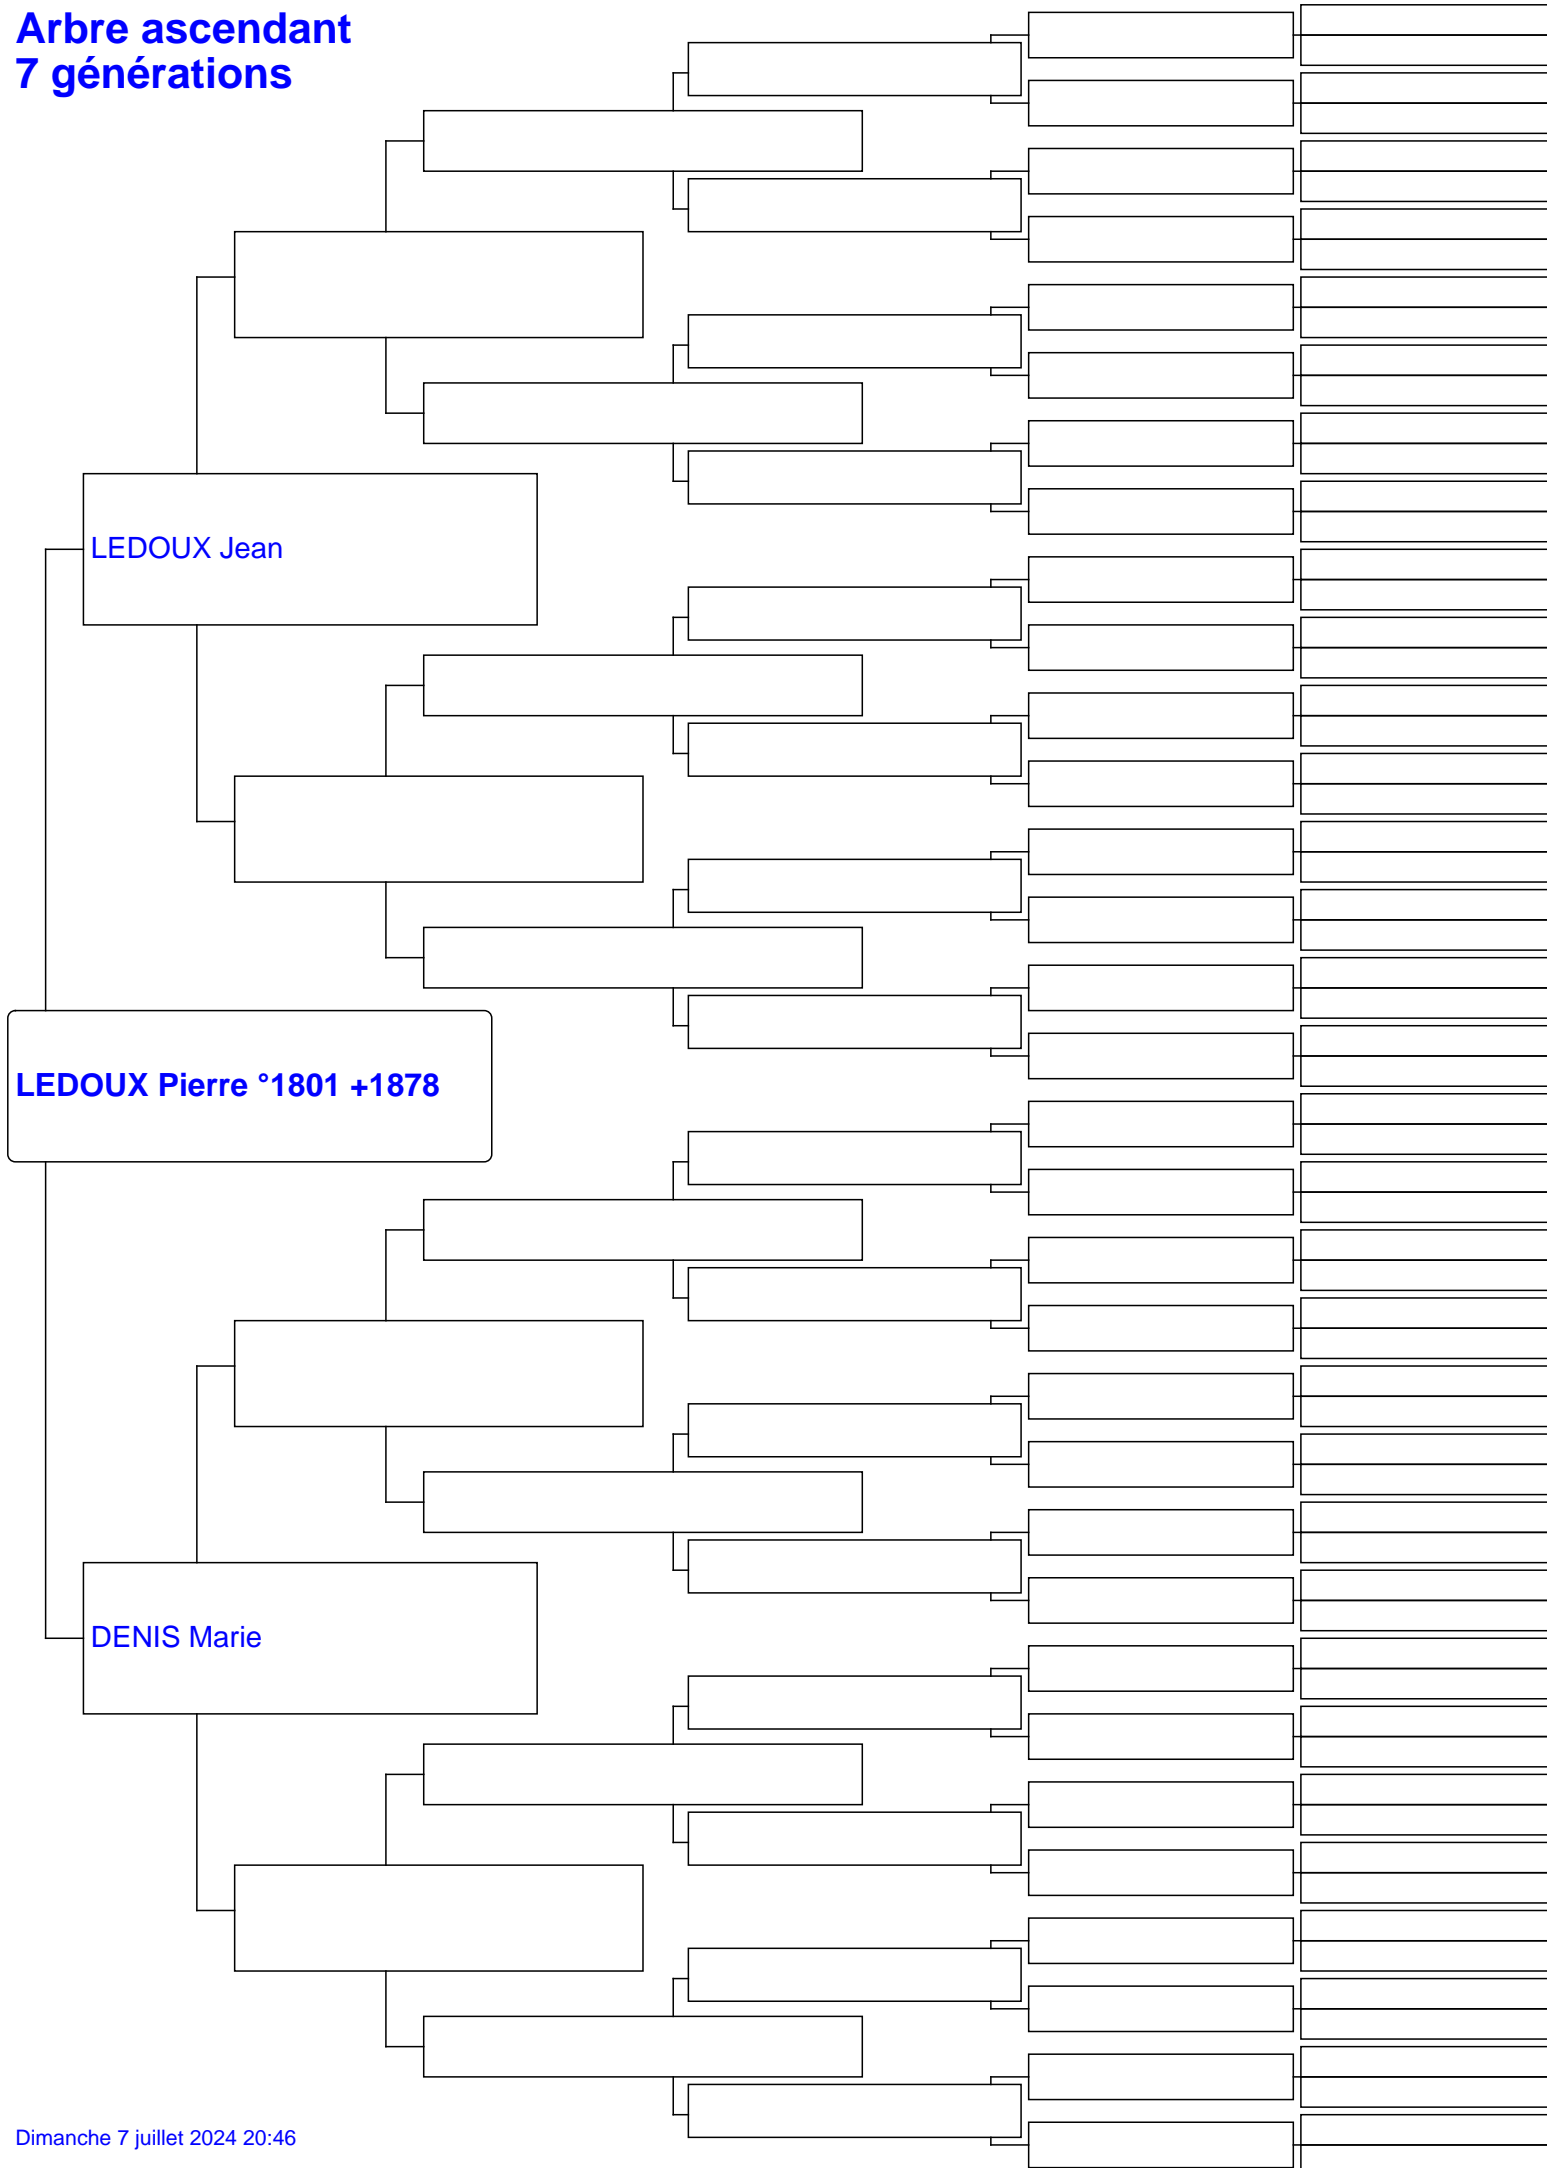 Arbre ascendant
7 générations
LEDOUX Jean
LEDOUX Pierre °1801 +1878
DENIS Marie
Dimanche 7 juillet 2024 20:46